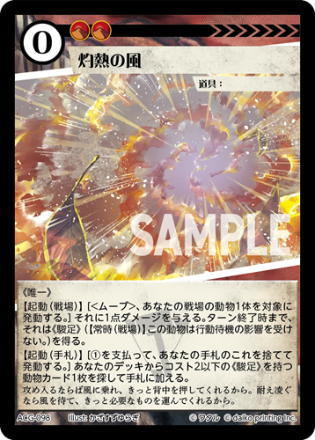 0
灼熱の風
道具：
SAMPLE
《唯一》
【起動（戦場）】［<ムーブ>、あなたの戦場の動物1体を対象に
発動する。］それに1点ダメージを与える。ターン終了時まで、
それは《駿足》（【常時（戦場）】この動物は行動待機の影響を受け
ない。）を得る。
【起動（手札）】［①を支払って、あなたの手札のこれを捨てて
発動する。］あなたのデッキからコスト2以下の《駿足》を持つ
動物カード1枚を探して手札に加える。
攻め入るならば風に乗れ、きっと背中を押してくれるから。耐え凌ぐ
なら風を待て、きっと必要なものを運んでくれるから。
Illust: かざすずゆらぎ
© ワタル © daiko printing inc.